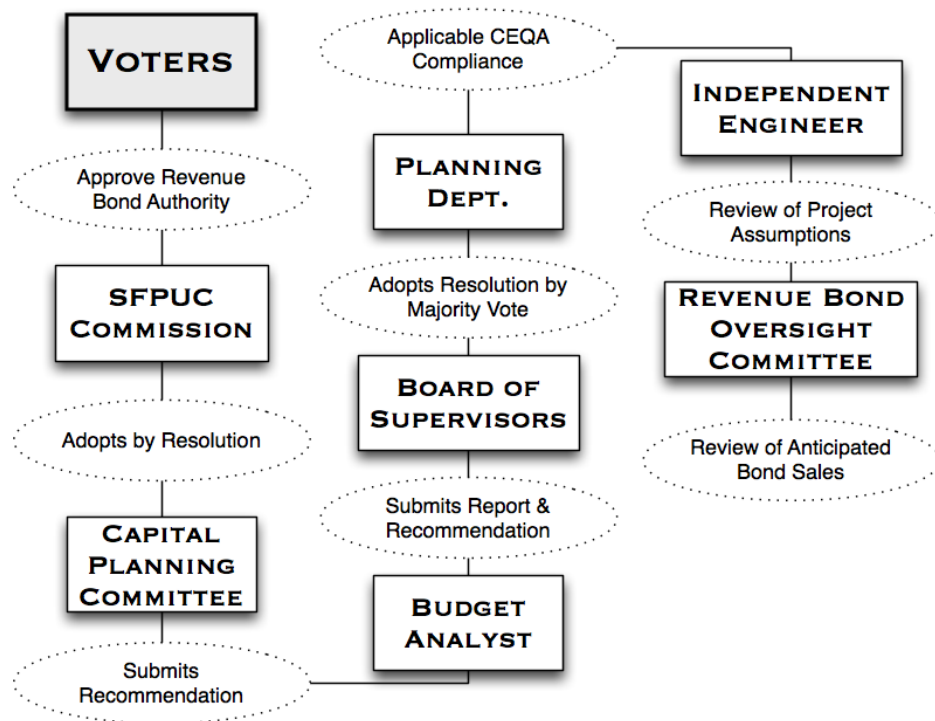 VOTERS
Approve Revenue
Bond Authority
SFPUC
COMMISSION
Adopts by Resolution
CAPITAL
PLANNING
COMMITTEE
Submits
Recommendation
BUDGET
ANALYST
Submits Report &
Recommendation
BOARD OF
SUPERVISORS
Adopts Resolution by
Majority Vote
PLANNING
DEPT.
Applicable CEQA
Compliance
INDEPENDENT
ENGINEER
Review of Project
Assumptions
REVENUE BOND
OVERSIGHT
COMMITTEE
Review of Anticipated
Bond Sales